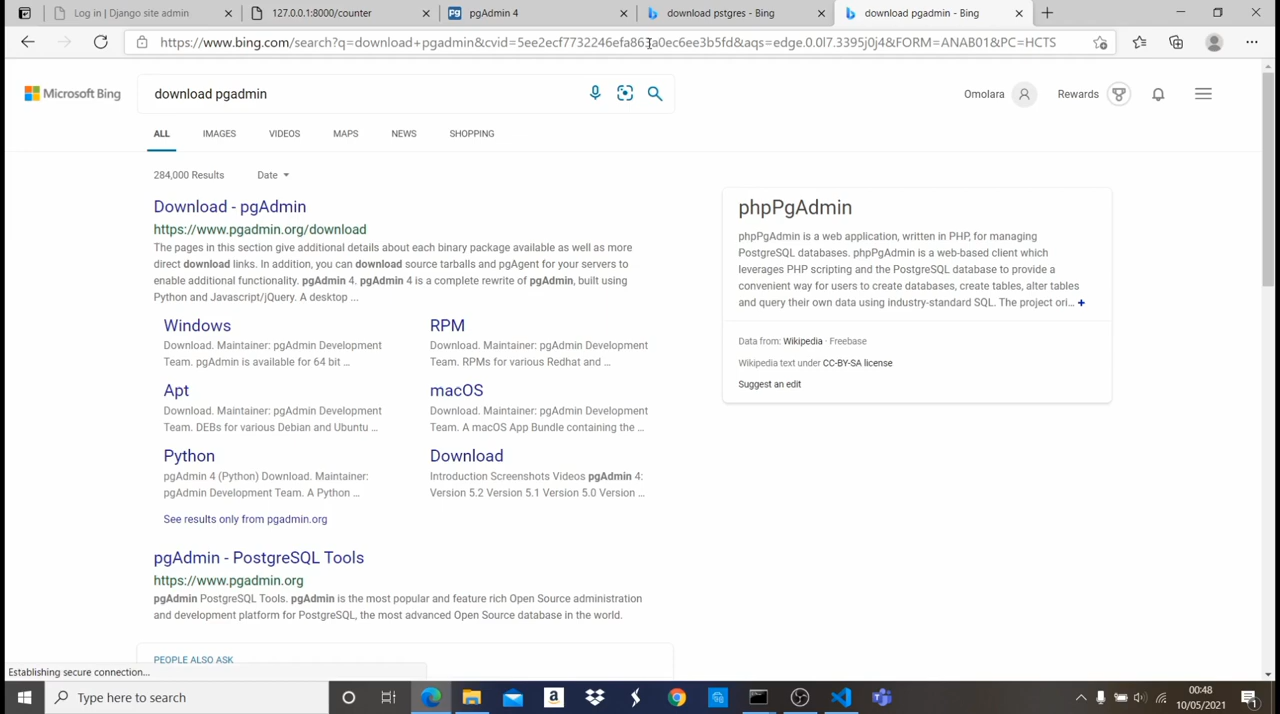 Log in | Django site admin
127.0.0.1:8000/counter
pgAdmin 4
download pstgres - Bing
download pgadmin - Bing
https://www.bing.com/search?q=download+pgadmin&cvid=5ee2ecf7732246efa863a0ec6ee3b5fd&aqs=edge.0.0l7.3395j0j4&FORM=ANAB01&PC=HCTS
Microsoft Bing
download pgadmin
Omolara
Rewards
ALL IMAGES VIDEOS MAPS NEWS SHOPPING
284,000 Results Date
Download - pgAdmin
https://www.pgadmin.org/download
The pages in this section give additional details about each binary package available as well as more
direct download links. In addition, you can download source tarballs and pgAgent for your servers to
enable additional functionality. pgAdmin 4. pgAdmin 4 is a complete rewrite of pgAdmin, built using
Python and Javascript/jQuery. A desktop ...
Windows
Download. Maintainer: pgAdmin Development
Team. pgAdmin is available for 64 bit ...
RPM
Download. Maintainer: pgAdmin Development
Team. RPMs for various Redhat and ...
Apt
Download. Maintainer: pgAdmin Development
Team. DEBs for various Debian and Ubuntu ...
macOS
Download. Maintainer: pgAdmin Development
Team. A macOS App Bundle containing the ...
Python
pgAdmin 4 (Python) Download. Maintainer:
pgAdmin Development Team. A Python ...
Download
Introduction Screenshots Videos pgAdmin 4:
Version 5.2 Version 5.1 Version 5.0 Version ...
See results only from pgadmin.org
pgAdmin - PostgreSQL Tools
https://www.pgadmin.org
pgAdmin PostgreSQL Tools. pgAdmin is the most popular and feature rich Open Source administration
and development platform for PostgreSQL, the most advanced Open Source database in the world.
PEOPLE ALSO ASK
phpPgAdmin
phpPgAdmin is a web application, written in PHP, for managing
PostgreSQL databases. phpPgAdmin is a web-based client which
leverages PHP scripting and the PostgreSQL database to provide a
convenient way for users to create databases, create tables, alter tables
and query their own data using industry-standard SQL. The project ori... +
Data from: Wikipedia · Freebase
Wikipedia text under CC-BY-SA license
Suggest an edit
Establishing secure connection...
Type here to search
00:48
10/05/2021
1